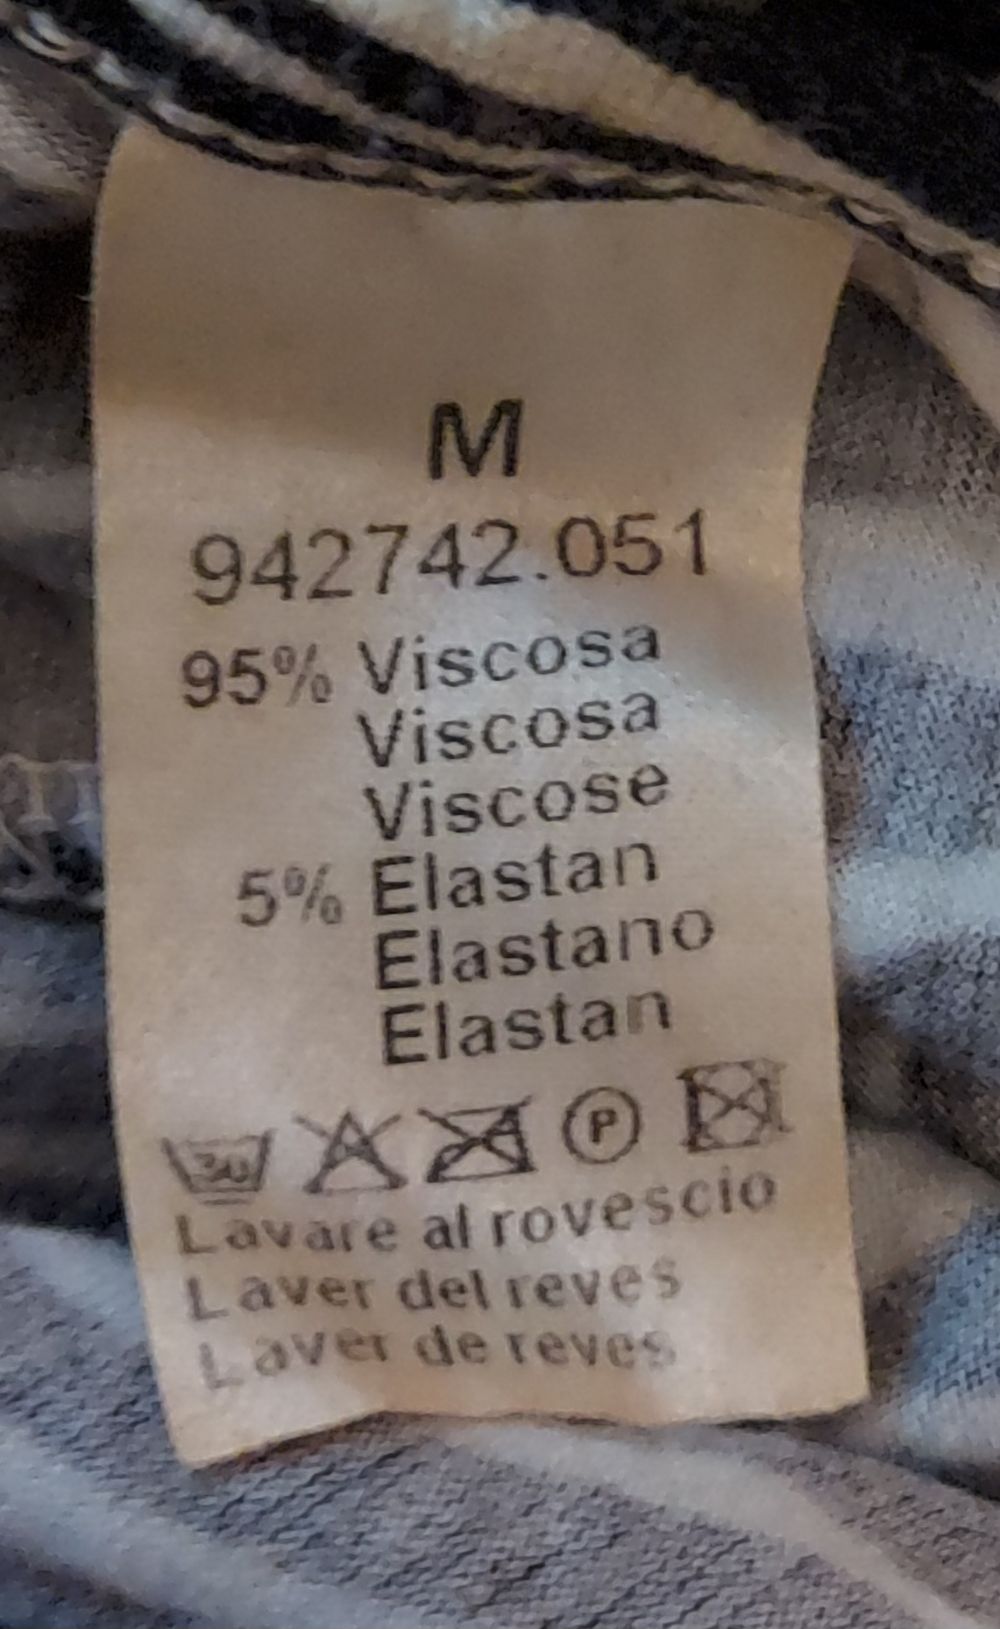 M
942742.051
95% Viscosa
Viscosa
Viscose
5% Elastan
Elastano
Elastan
30 P
Lavare al rovescio
Laver del reves
Laver de reves